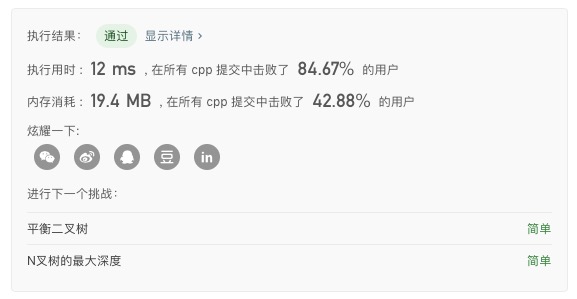 执行结果： 通过 显示详情 ›
执行用时： 12 ms ，在所有 cpp 提交中击败了 84.67% 的用户
内存消耗： 19.4 MB ，在所有 cpp 提交中击败了 42.88% 的用户
炫耀一下:
豆 in
进行下一个挑战：
平衡二叉树 简单
N叉树的最大深度 简单